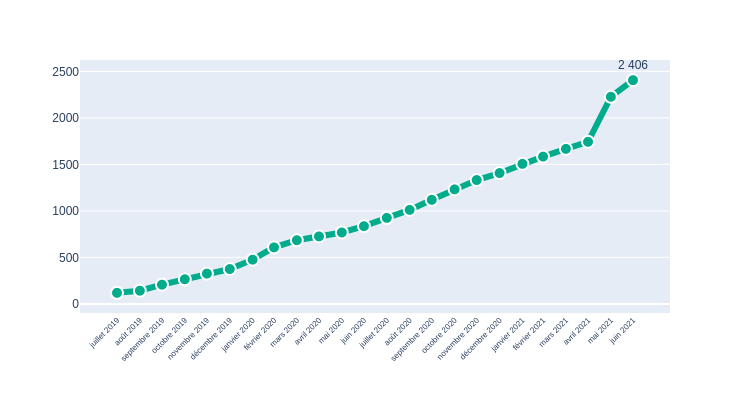 2 406
2500
2000
1500
1000
500
0
juillet 2019
août 2019
septembre 2019
octobre 2019
novembre 2019
décembre 2019
janvier 2020
février 2020
mars 2020
avril 2020
mai 2020
juin 2020
juillet 2020
août 2020
septembre 2020
octobre 2020
novembre 2020
décembre 2020
janvier 2021
février 2021
mars 2021
avril 2021
mai 2021
juin 2021